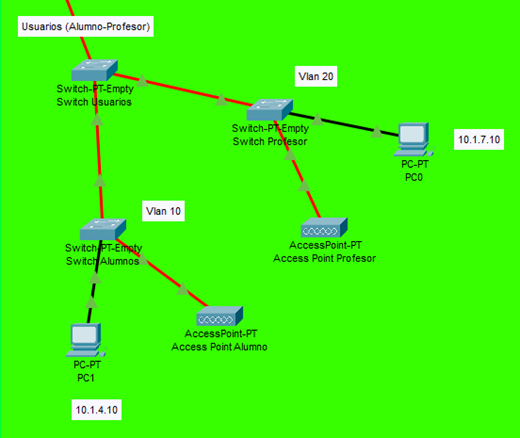 Usuarios (Alumno-Profesor)
Switch-PT-Empty
Switch Usuarios
Vlan 20
Switch-PT-Empty
Switch Profesor
10.1.7.10
PC-PT
PC0
Vlan 10
Switch-PT-Empty
Switch Alumnos
AccessPoint-PT
Access Point Profesor
AccessPoint-PT
Access Point Alumno
PC-PT
PC1
10.1.4.10